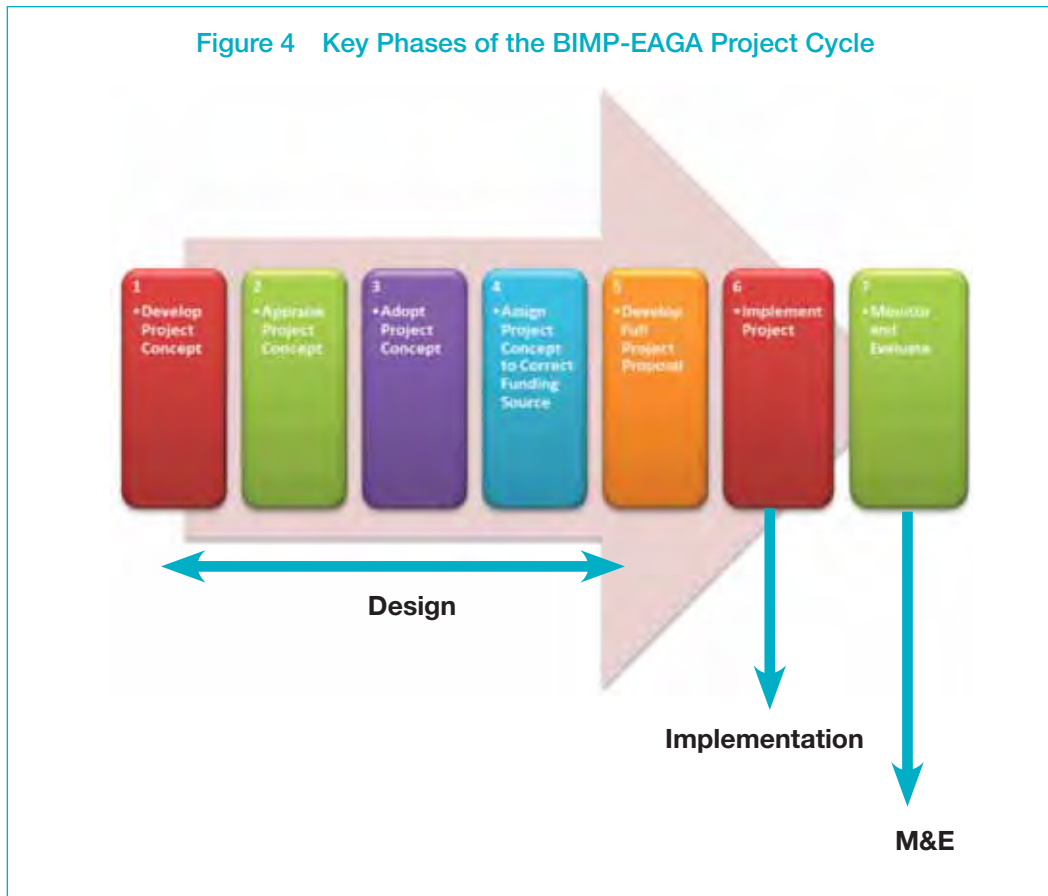 Figure 4 Key Phases of the BIMP-EAGA Project Cycle
1
• Develop
Project
Concept
2
• Appraise
Project
Concept
3
• Adopt
Project
Concept
4
• Assign
Project
Concept
to Correct
Funding
Source
5
• Develop
Full
Project
Proposal
6
• Implement
Project
7
• Monitor
and
Evaluate
Design
Implementation
M&E